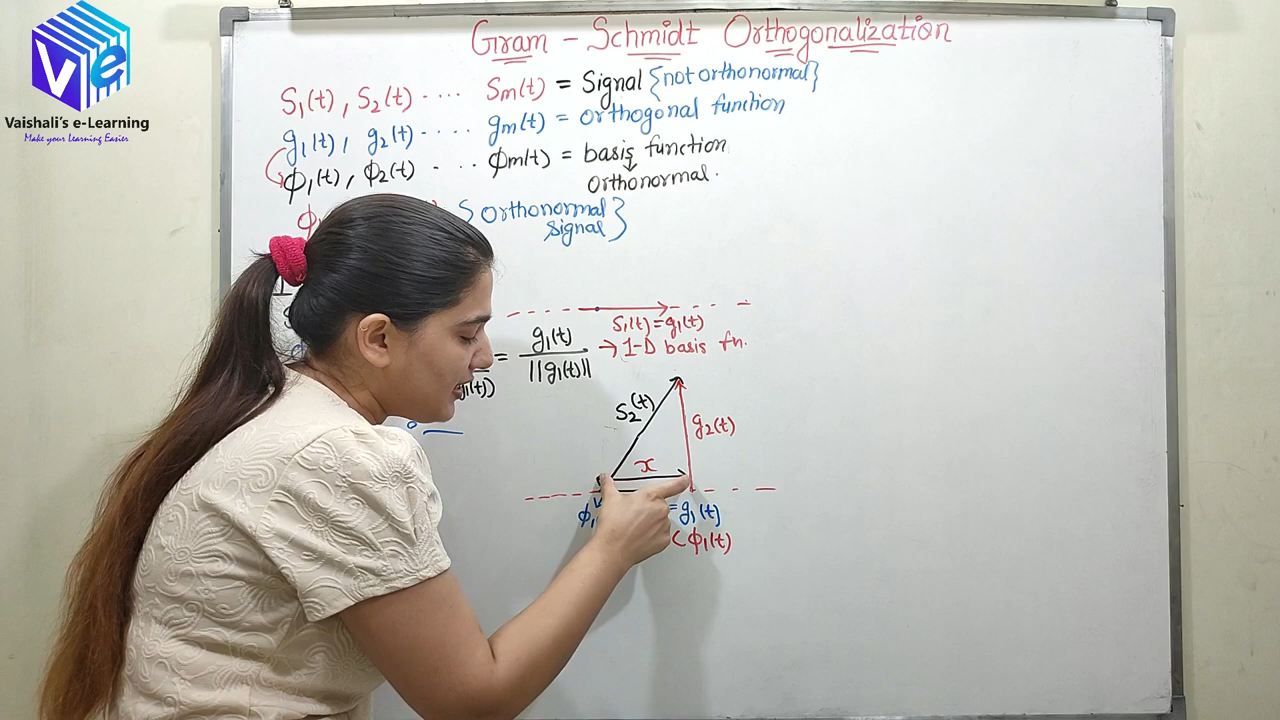 Ve
Vaishali's e-Learning
Make your Learning Easier
Gram - Schmidt Orthogonalization
S1(t), S2(t) .... Sm(t) = Signal {not orthonormal}
g1(t), g2(t) .... gm(t) = orthogonal function
ϕ1(t), ϕ2(t) ... ϕm(t) = basis function
orthonormal.
{orthonormal
signal}
S1(t)=g1(t)
= g1(t) / ||g1(t)|| → 1-D basis fn.
g1(t))
S2(t)
g2(t)
x
=g1(t)
ϕ1(t)